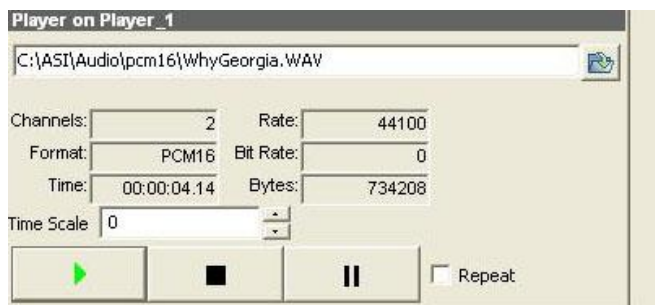 Player on Player_1
C:\ASI\Audio\pcm16\WhyGeorgia.WAV
Channels: 2 Rate: 44100
Format: PCM16 Bit Rate: 0
Time: 00:00:04.14 Bytes: 734208
Time Scale 0
Repeat